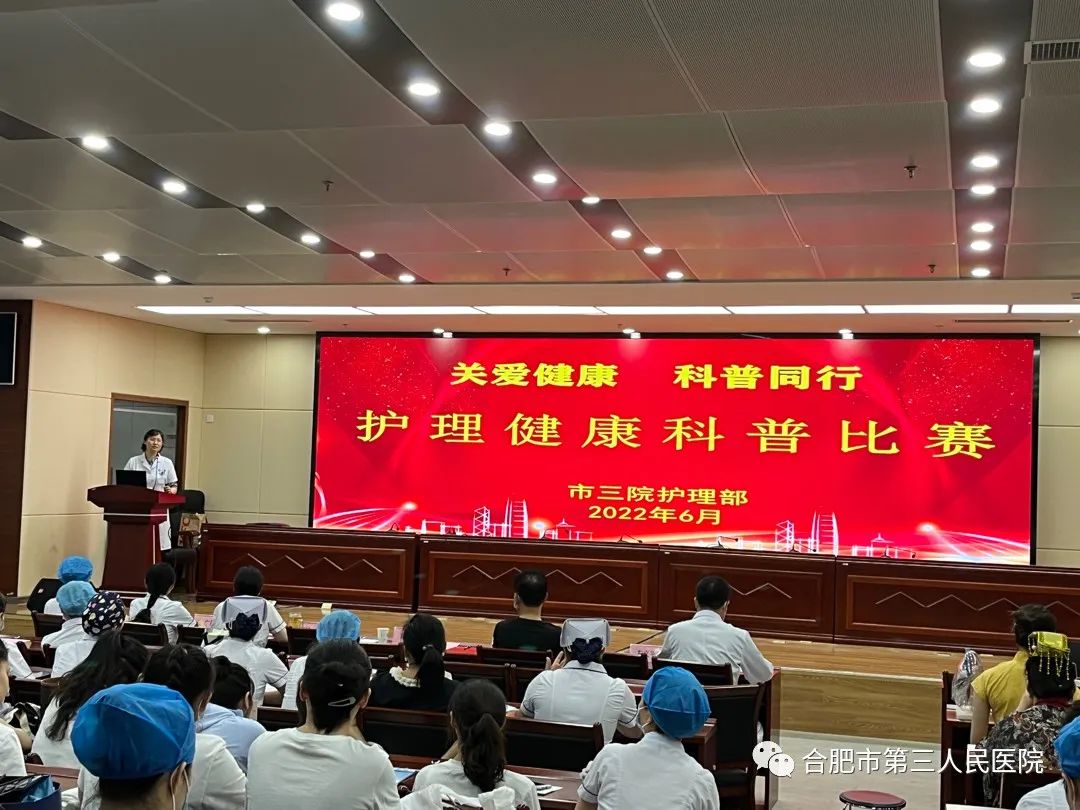 关爱健康 科普同行
护理健康科普比赛
市三院护理部
2022年6月
合肥市第三人民医院